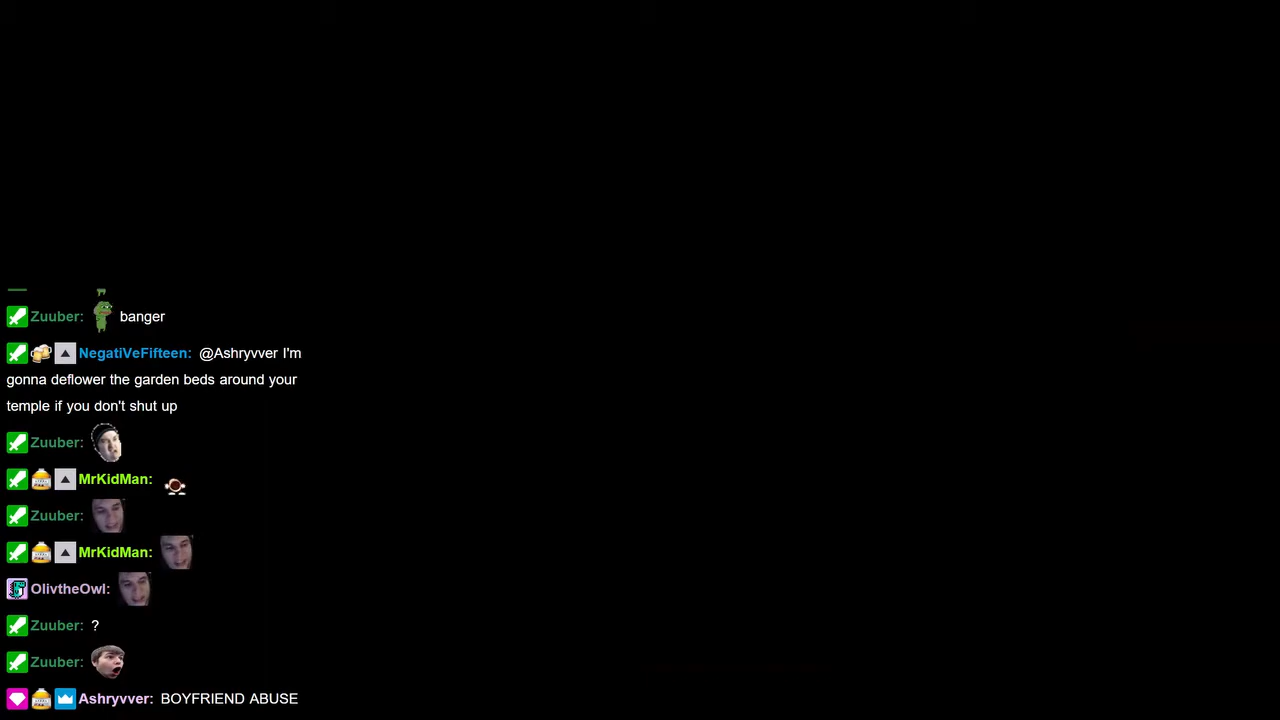 Zuuber: banger
NegatiVeFifteen: @Ashryvver I'm
gonna deflower the garden beds around your
temple if you don't shut up
Zuuber:
MrKidMan:
Zuuber:
MrKidMan:
OlivtheOwl:
Zuuber: ?
Zuuber:
Ashryvver: BOYFRIEND ABUSE